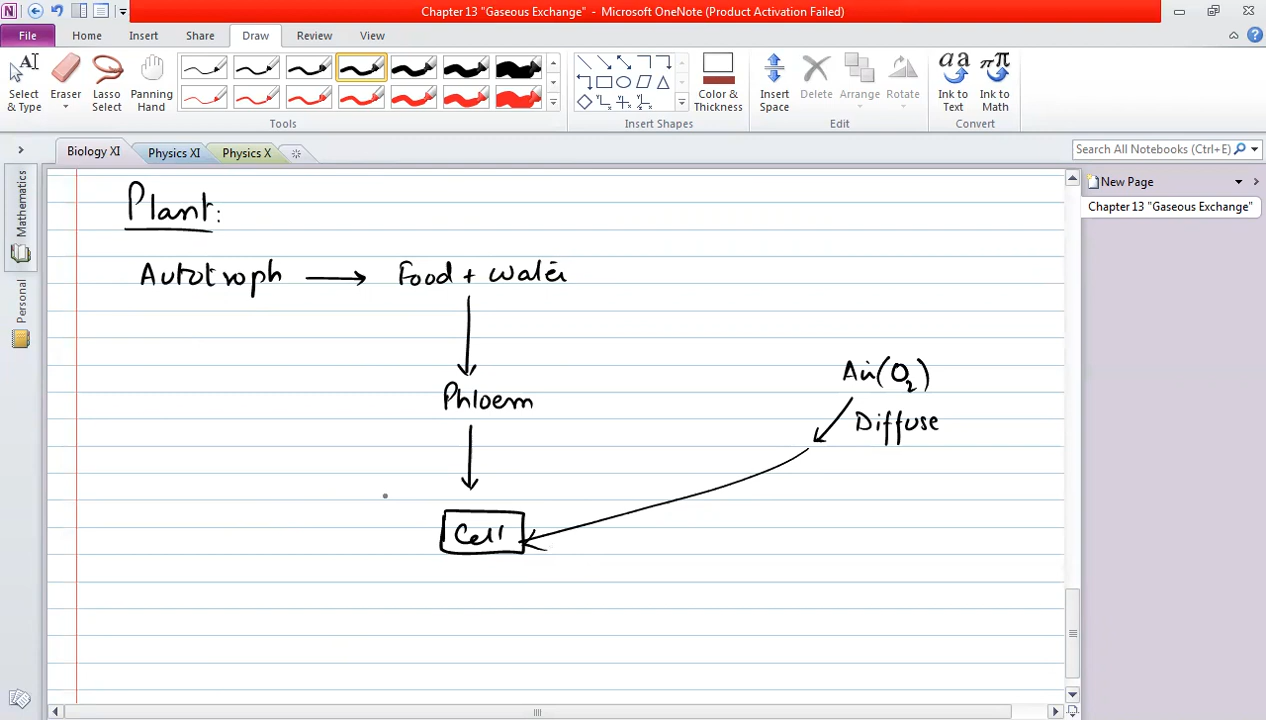 Chapter 13 "Gaseous Exchange" - Microsoft OneNote (Product Activation Failed)
File Home Insert Share Draw Review View
Select & Type
Eraser
Lasso Select
Panning Hand
Color & Thickness
Insert Space
Delete
Arrange
Rotate
Ink to Text
Ink to Math
Tools Insert Shapes Edit Convert
Biology XI Physics XI Physics X
Search All Notebooks (Ctrl+E)
New Page
Chapter 13 "Gaseous Exchange"
Mathematics
Personal
Plant:
Autotroph → Food + water
Air(O2)
Phloem
Diffuse
Cell